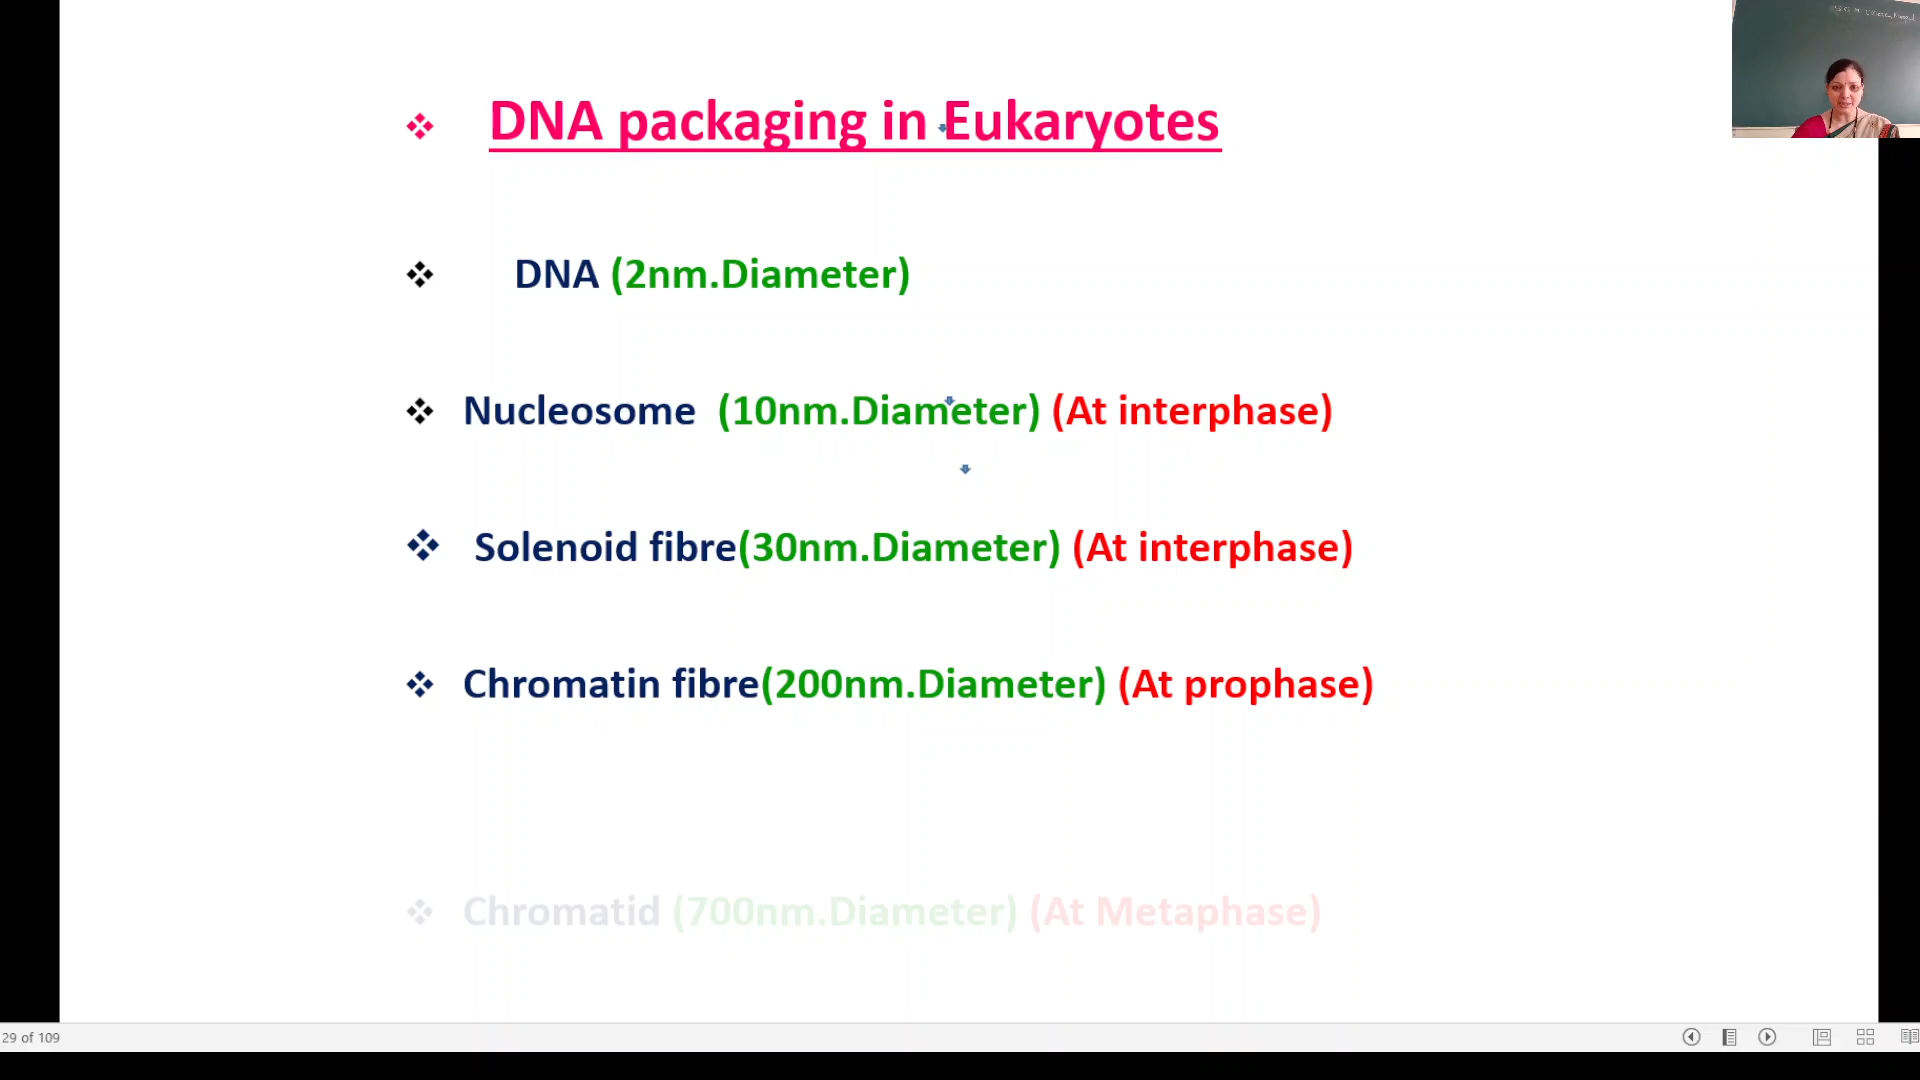 DNA packaging in Eukaryotes
DNA (2nm.Diameter)
Nucleosome (10nm.Diameter) (At interphase)
Solenoid fibre(30nm.Diameter) (At interphase)
Chromatin fibre(200nm.Diameter) (At prophase)
Chromatid (700nm.Diameter) (At Metaphase)
29 of 109